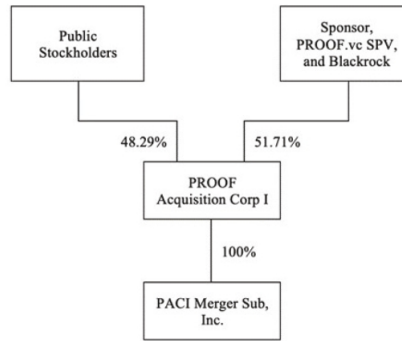 Public
Stockholders
Sponsor,
PROOF.vc SPV,
and Blackrock
48.29%
51.71%
PROOF
Acquisition Corp I
100%
PACI Merger Sub,
Inc.